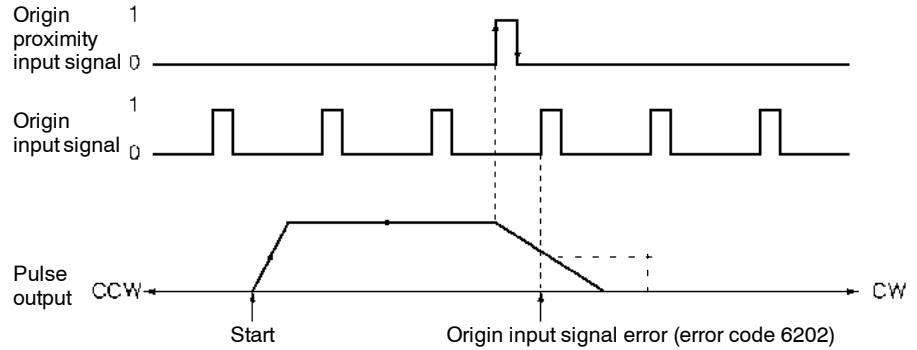 Origin
proximity
input signal
1
0
Origin
input signal
1
0
Pulse
output
CCW
CW
Start
Origin input signal error (error code 6202)